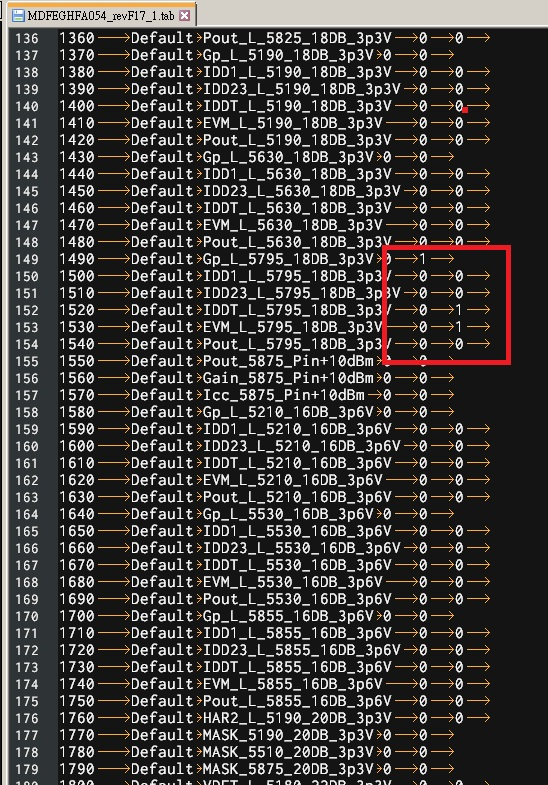 MDFEGHFA054_revF17_1.tab
136 1360 Default Pout_L_5825_18DB_3p3V 0 0
137 1370 Default Gp_L_5190_18DB_3p3V 0 0
138 1380 Default IDD1_L_5190_18DB_3p3V 0 0
139 1390 Default IDD23_L_5190_18DB_3p3V 0 0
140 1400 Default IDDT_L_5190_18DB_3p3V 0 0
141 1410 Default EVM_L_5190_18DB_3p3V 0 0
142 1420 Default Pout_L_5190_18DB_3p3V 0 0
143 1430 Default Gp_L_5630_18DB_3p3V 0 0
144 1440 Default IDD1_L_5630_18DB_3p3V 0 0
145 1450 Default IDD23_L_5630_18DB_3p3V 0 0
146 1460 Default IDDT_L_5630_18DB_3p3V 0 0
147 1470 Default EVM_L_5630_18DB_3p3V 0 0
148 1480 Default Pout_L_5630_18DB_3p3V 0 0
149 1490 Default Gp_L_5795_18DB_3p3V 0 1
150 1500 Default IDD1_L_5795_18DB_3p3V 0 0
151 1510 Default IDD23_L_5795_18DB_3p3V 0 0
152 1520 Default IDDT_L_5795_18DB_3p3V 0 1
153 1530 Default EVM_L_5795_18DB_3p3V 0 1
154 1540 Default Pout_L_5795_18DB_3p3V 0 0
155 1550 Default Pout_5875_Pin+10dBm 0 0
156 1560 Default Gain_5875_Pin+10dBm 0 0
157 1570 Default Icc_5875_Pin+10dBm 0 0
158 1580 Default Gp_L_5210_16DB_3p6V 0 0
159 1590 Default IDD1_L_5210_16DB_3p6V 0 0
160 1600 Default IDD23_L_5210_16DB_3p6V 0 0
161 1610 Default IDDT_L_5210_16DB_3p6V 0 0
162 1620 Default EVM_L_5210_16DB_3p6V 0 0
163 1630 Default Pout_L_5210_16DB_3p6V 0 0
164 1640 Default Gp_L_5530_16DB_3p6V 0 0
165 1650 Default IDD1_L_5530_16DB_3p6V 0 0
166 1660 Default IDD23_L_5530_16DB_3p6V 0 0
167 1670 Default IDDT_L_5530_16DB_3p6V 0 0
168 1680 Default EVM_L_5530_16DB_3p6V 0 0
169 1690 Default Pout_L_5530_16DB_3p6V 0 0
170 1700 Default Gp_L_5855_16DB_3p6V 0 0
171 1710 Default IDD1_L_5855_16DB_3p6V 0 0
172 1720 Default IDD23_L_5855_16DB_3p6V 0 0
173 1730 Default IDDT_L_5855_16DB_3p6V 0 0
174 1740 Default EVM_L_5855_16DB_3p6V 0 0
175 1750 Default Pout_L_5855_16DB_3p6V 0 0
176 1760 Default HAR2_L_5190_20DB_3p3V 0 0
177 1770 Default MASK_5190_20DB_3p3V 0 0
178 1780 Default MASK_5510_20DB_3p3V 0 0
179 1790 Default MASK_5875_20DB_3p3V 0 0